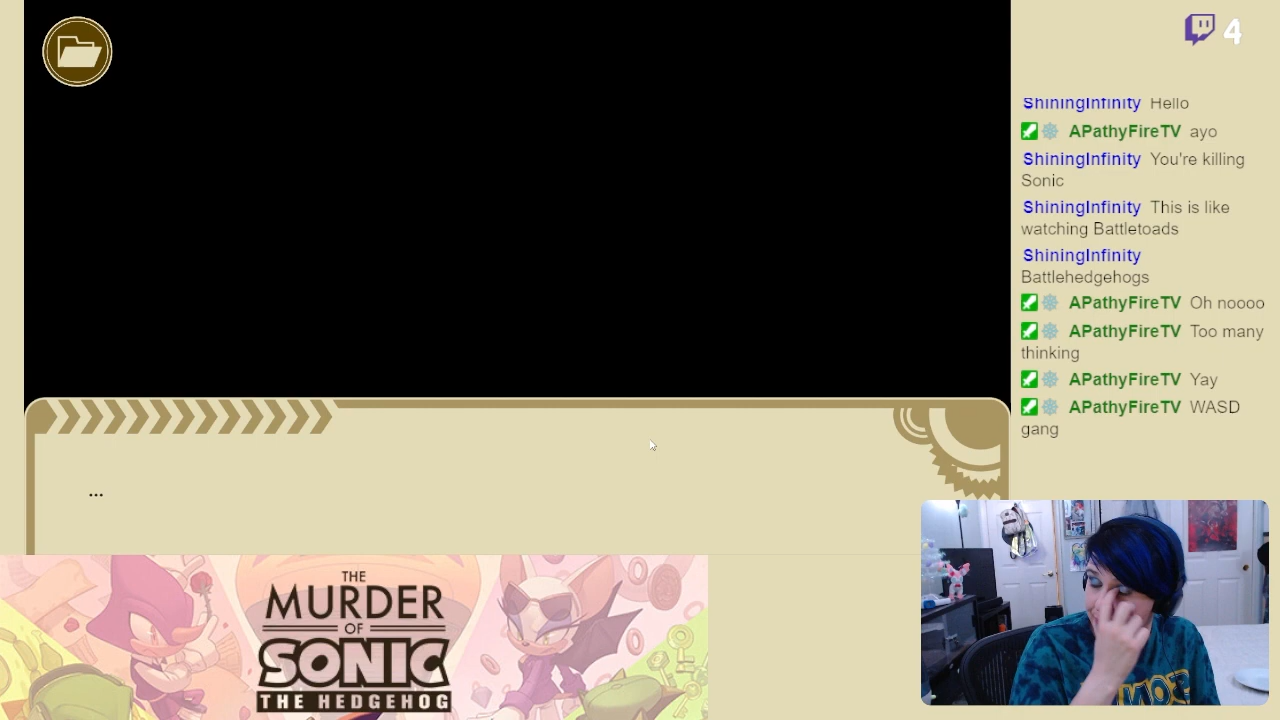 4
ShiningInfinity Hello
APathyFireTV ayo
ShiningInfinity You're killing
Sonic
ShiningInfinity This is like
watching Battletoads
ShiningInfinity
Battlehedgehogs
APathyFireTV Oh noooo
APathyFireTV Too many
thinking
APathyFireTV Yay
APathyFireTV WASD
gang
...
THE
MURDER
OF
SONIC
THE HEDGEHOG